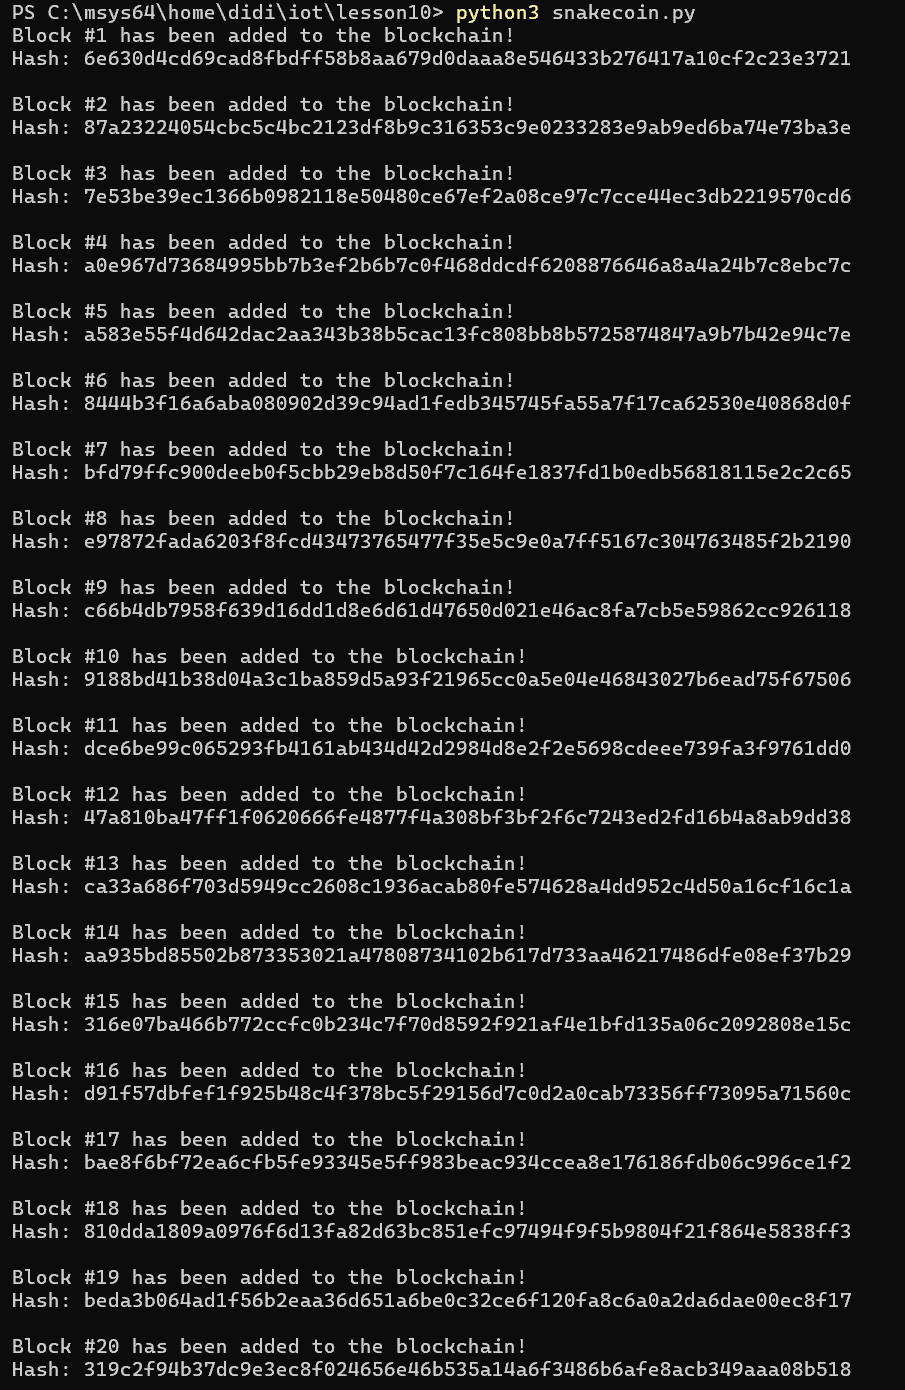 PS C:\msys64\home\didi\iot\lesson10> python3 snakecoin.py
Block #1 has been added to the blockchain!
Hash: 6e630d4cd69cad8fbdff58b8aa679d0daaa8e546433b276417a10cf2c23e3721
Block #2 has been added to the blockchain!
Hash: 87a23224054cbc5c4bc2123df8b9c316353c9e0233283e9ab9ed6ba74e73ba3e
Block #3 has been added to the blockchain!
Hash: 7e53be39ec1366b0982118e50480ce67ef2a08ce97c7cce44ec3db2219570cd6
Block #4 has been added to the blockchain!
Hash: a0e967d73684995bb7b3ef2b6b7c0f468ddcdf6208876646a8a4a24b7c8ebc7c
Block #5 has been added to the blockchain!
Hash: a583e55f4d642dac2aa343b38b5cac13fc808bb8b5725874847a9b7b42e94c7e
Block #6 has been added to the blockchain!
Hash: 8444b3f16a6aba080902d39c94ad1fedb345745fa55a7f17ca62530e40868d0f
Block #7 has been added to the blockchain!
Hash: bfd79ffc900deeb0f5cbb29eb8d50f7c164fe1837fd1b0edb56818115e2c2c65
Block #8 has been added to the blockchain!
Hash: e97872fada6203f8fcd43473765477f35e5c9e0a7ff5167c304763485f2b2190
Block #9 has been added to the blockchain!
Hash: c66b4db7958f639d16dd1d8e6d61d47650d021e46ac8fa7cb5e59862cc926118
Block #10 has been added to the blockchain!
Hash: 9188bd41b38d04a3c1ba859d5a93f21965cc0a5e04e46843027b6ead75f67506
Block #11 has been added to the blockchain!
Hash: dce6be99c065293fb4161ab434d42d2984d8e2f2e5698cdeee739fa3f9761dd0
Block #12 has been added to the blockchain!
Hash: 47a810ba47ff1f0620666fe4877f4a308bf3bf2f6c7243ed2fd16b4a8ab9dd38
Block #13 has been added to the blockchain!
Hash: ca33a686f703d5949cc2608c1936acab80fe574628a4dd952c4d50a16cf16c1a
Block #14 has been added to the blockchain!
Hash: aa935bd85502b873353021a47808734102b617d733aa46217486dfe08ef37b29
Block #15 has been added to the blockchain!
Hash: 316e07ba466b772ccfc0b234c7f70d8592f921af4e1bfd135a06c2092808e15c
Block #16 has been added to the blockchain!
Hash: d91f57dbfef1f925b48c4f378bc5f29156d7c0d2a0cab73356ff73095a71560c
Block #17 has been added to the blockchain!
Hash: bae8f6bf72ea6cfb5fe93345e5ff983beac934ccea8e176186fdb06c996ce1f2
Block #18 has been added to the blockchain!
Hash: 810dda1809a0976f6d13fa82d63bc851efc97494f9f5b9804f21f864e5838ff3
Block #19 has been added to the blockchain!
Hash: beda3b064ad1f56b2eaa36d651a6be0c32ce6f120fa8c6a0a2da6dae00ec8f17
Block #20 has been added to the blockchain!
Hash: 319c2f94b37dc9e3ec8f024656e46b535a14a6f3486b6afe8acb349aaa08b518